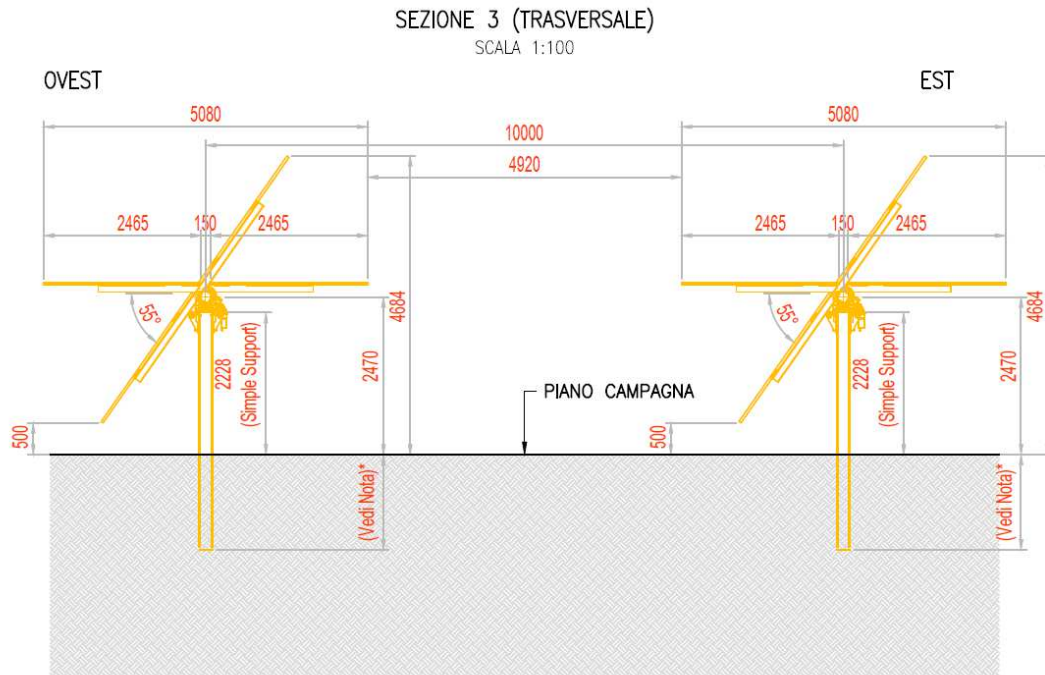 SEZIONE 3 (TRASVERSALE)
SCALA 1:100
OVEST
EST
5080
10000
5080
4920
2465
150
2465
2465
150
2465
55°
4684
2470
2228
(Simple Support)
500
PIANO CAMPAGNA
(Vedi Nota)*
55°
4684
2470
2228
(Simple Support)
500
(Vedi Nota)*